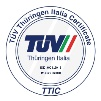 TÜV Thüringen Italia Certificate
TÜV
Thüringen Italia
TTIC